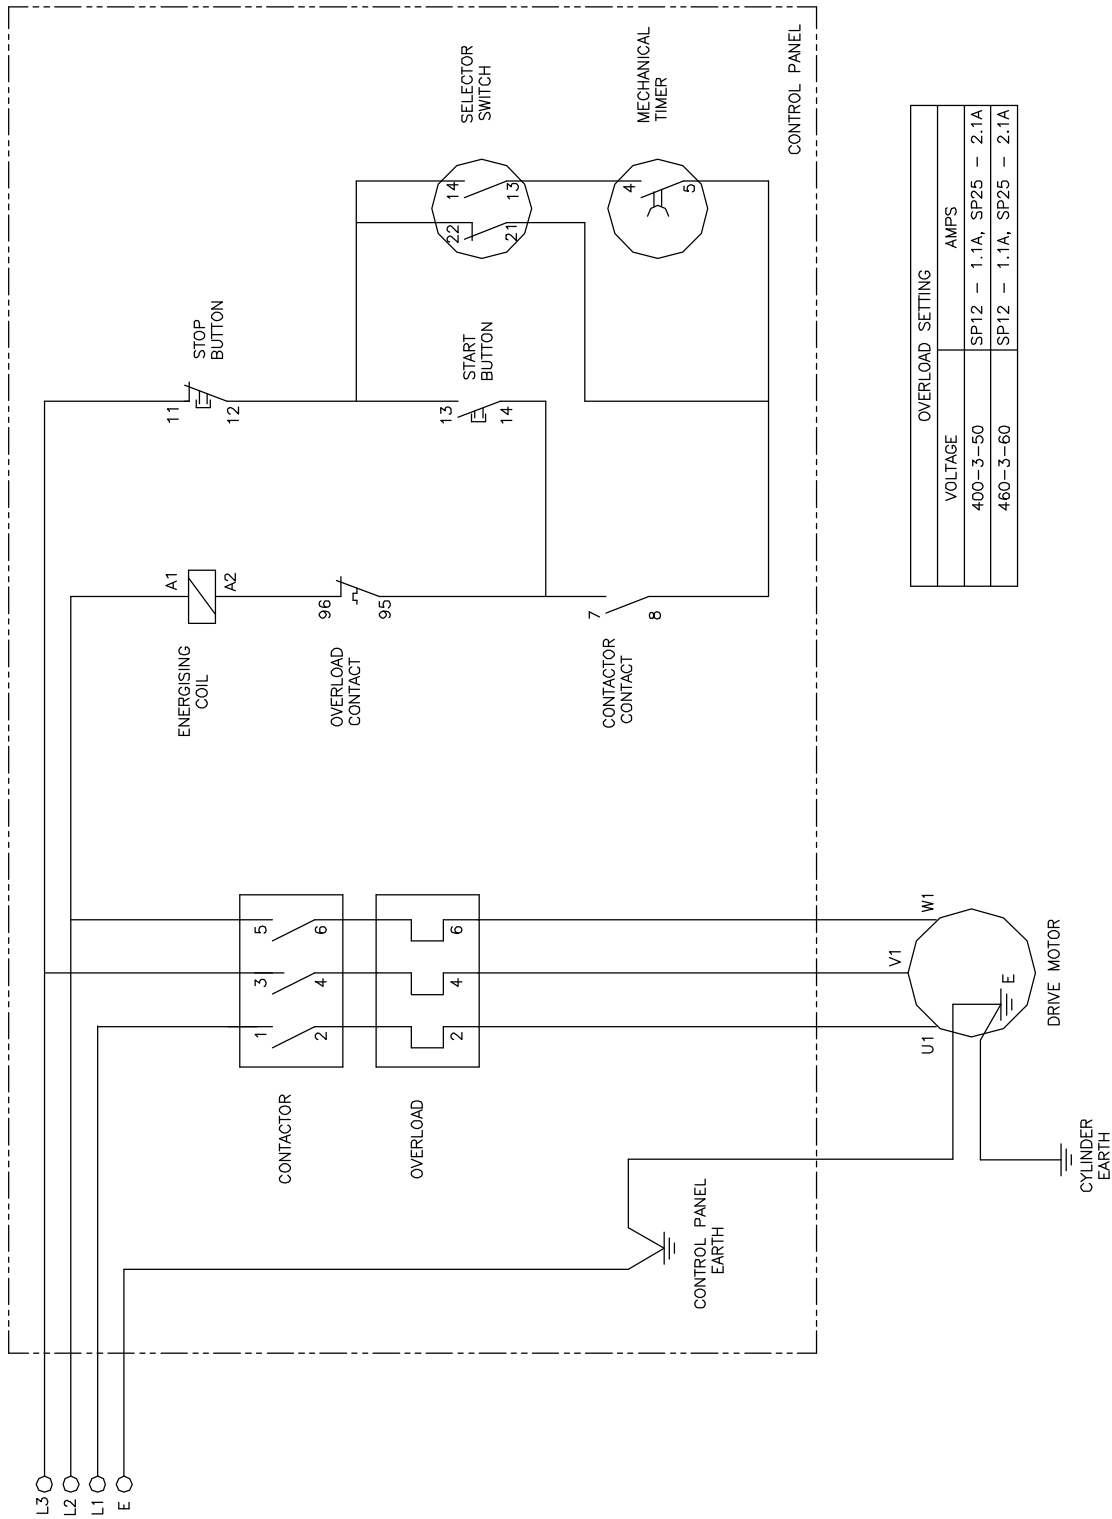 L3
L2
L1
E
CONTROL PANEL
SELECTOR
SWITCH
14
13
22
21
MECHANICAL
TIMER
4
5
STOP
BUTTON
11
12
START
BUTTON
13
14
A1
A2
ENERGISING
COIL
96
95
OVERLOAD
CONTACT
7
8
CONTACTOR
CONTACT
5
6
3
4
1
2
CONTACTOR
6
4
2
OVERLOAD
CONTROL PANEL
EARTH
W1
V1
U1
E
DRIVE MOTOR
CYLINDER
EARTH
OVERLOAD SETTING
VOLTAGE AMPS
400-3-50 SP12 - 1.1A, SP25 - 2.1A
460-3-60 SP12 - 1.1A, SP25 - 2.1A